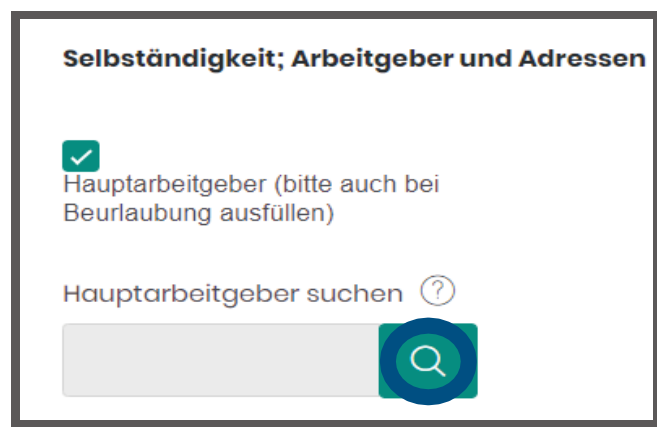 Selbständigkeit; Arbeitgeber und Adressen
Hauptarbeitgeber (bitte auch bei
Beurlaubung ausfüllen)
Hauptarbeitgeber suchen ?